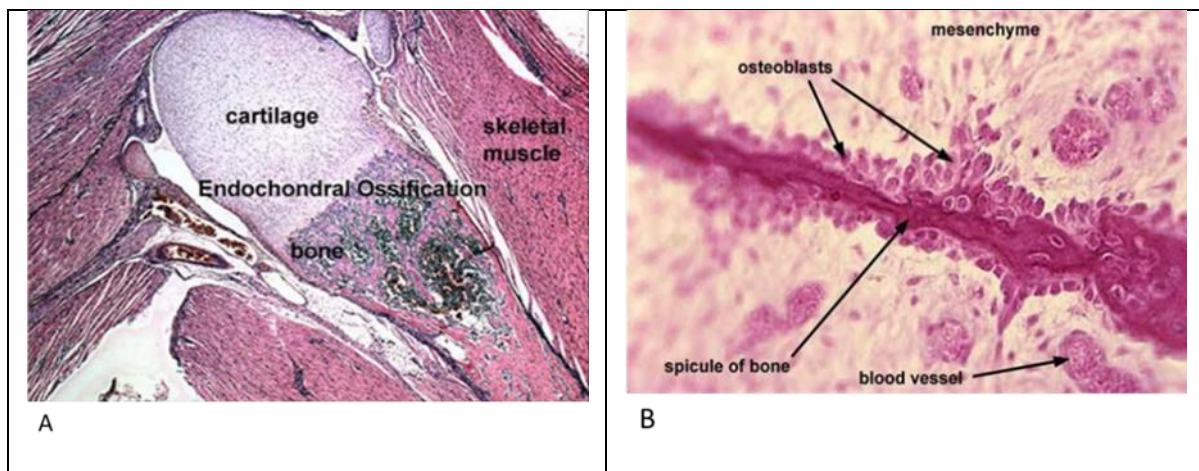 cartilage
skeletal
muscle
Endochondral Ossification
bone
A
mesenchyme
osteoblasts
spicule of bone
blood vessel
B